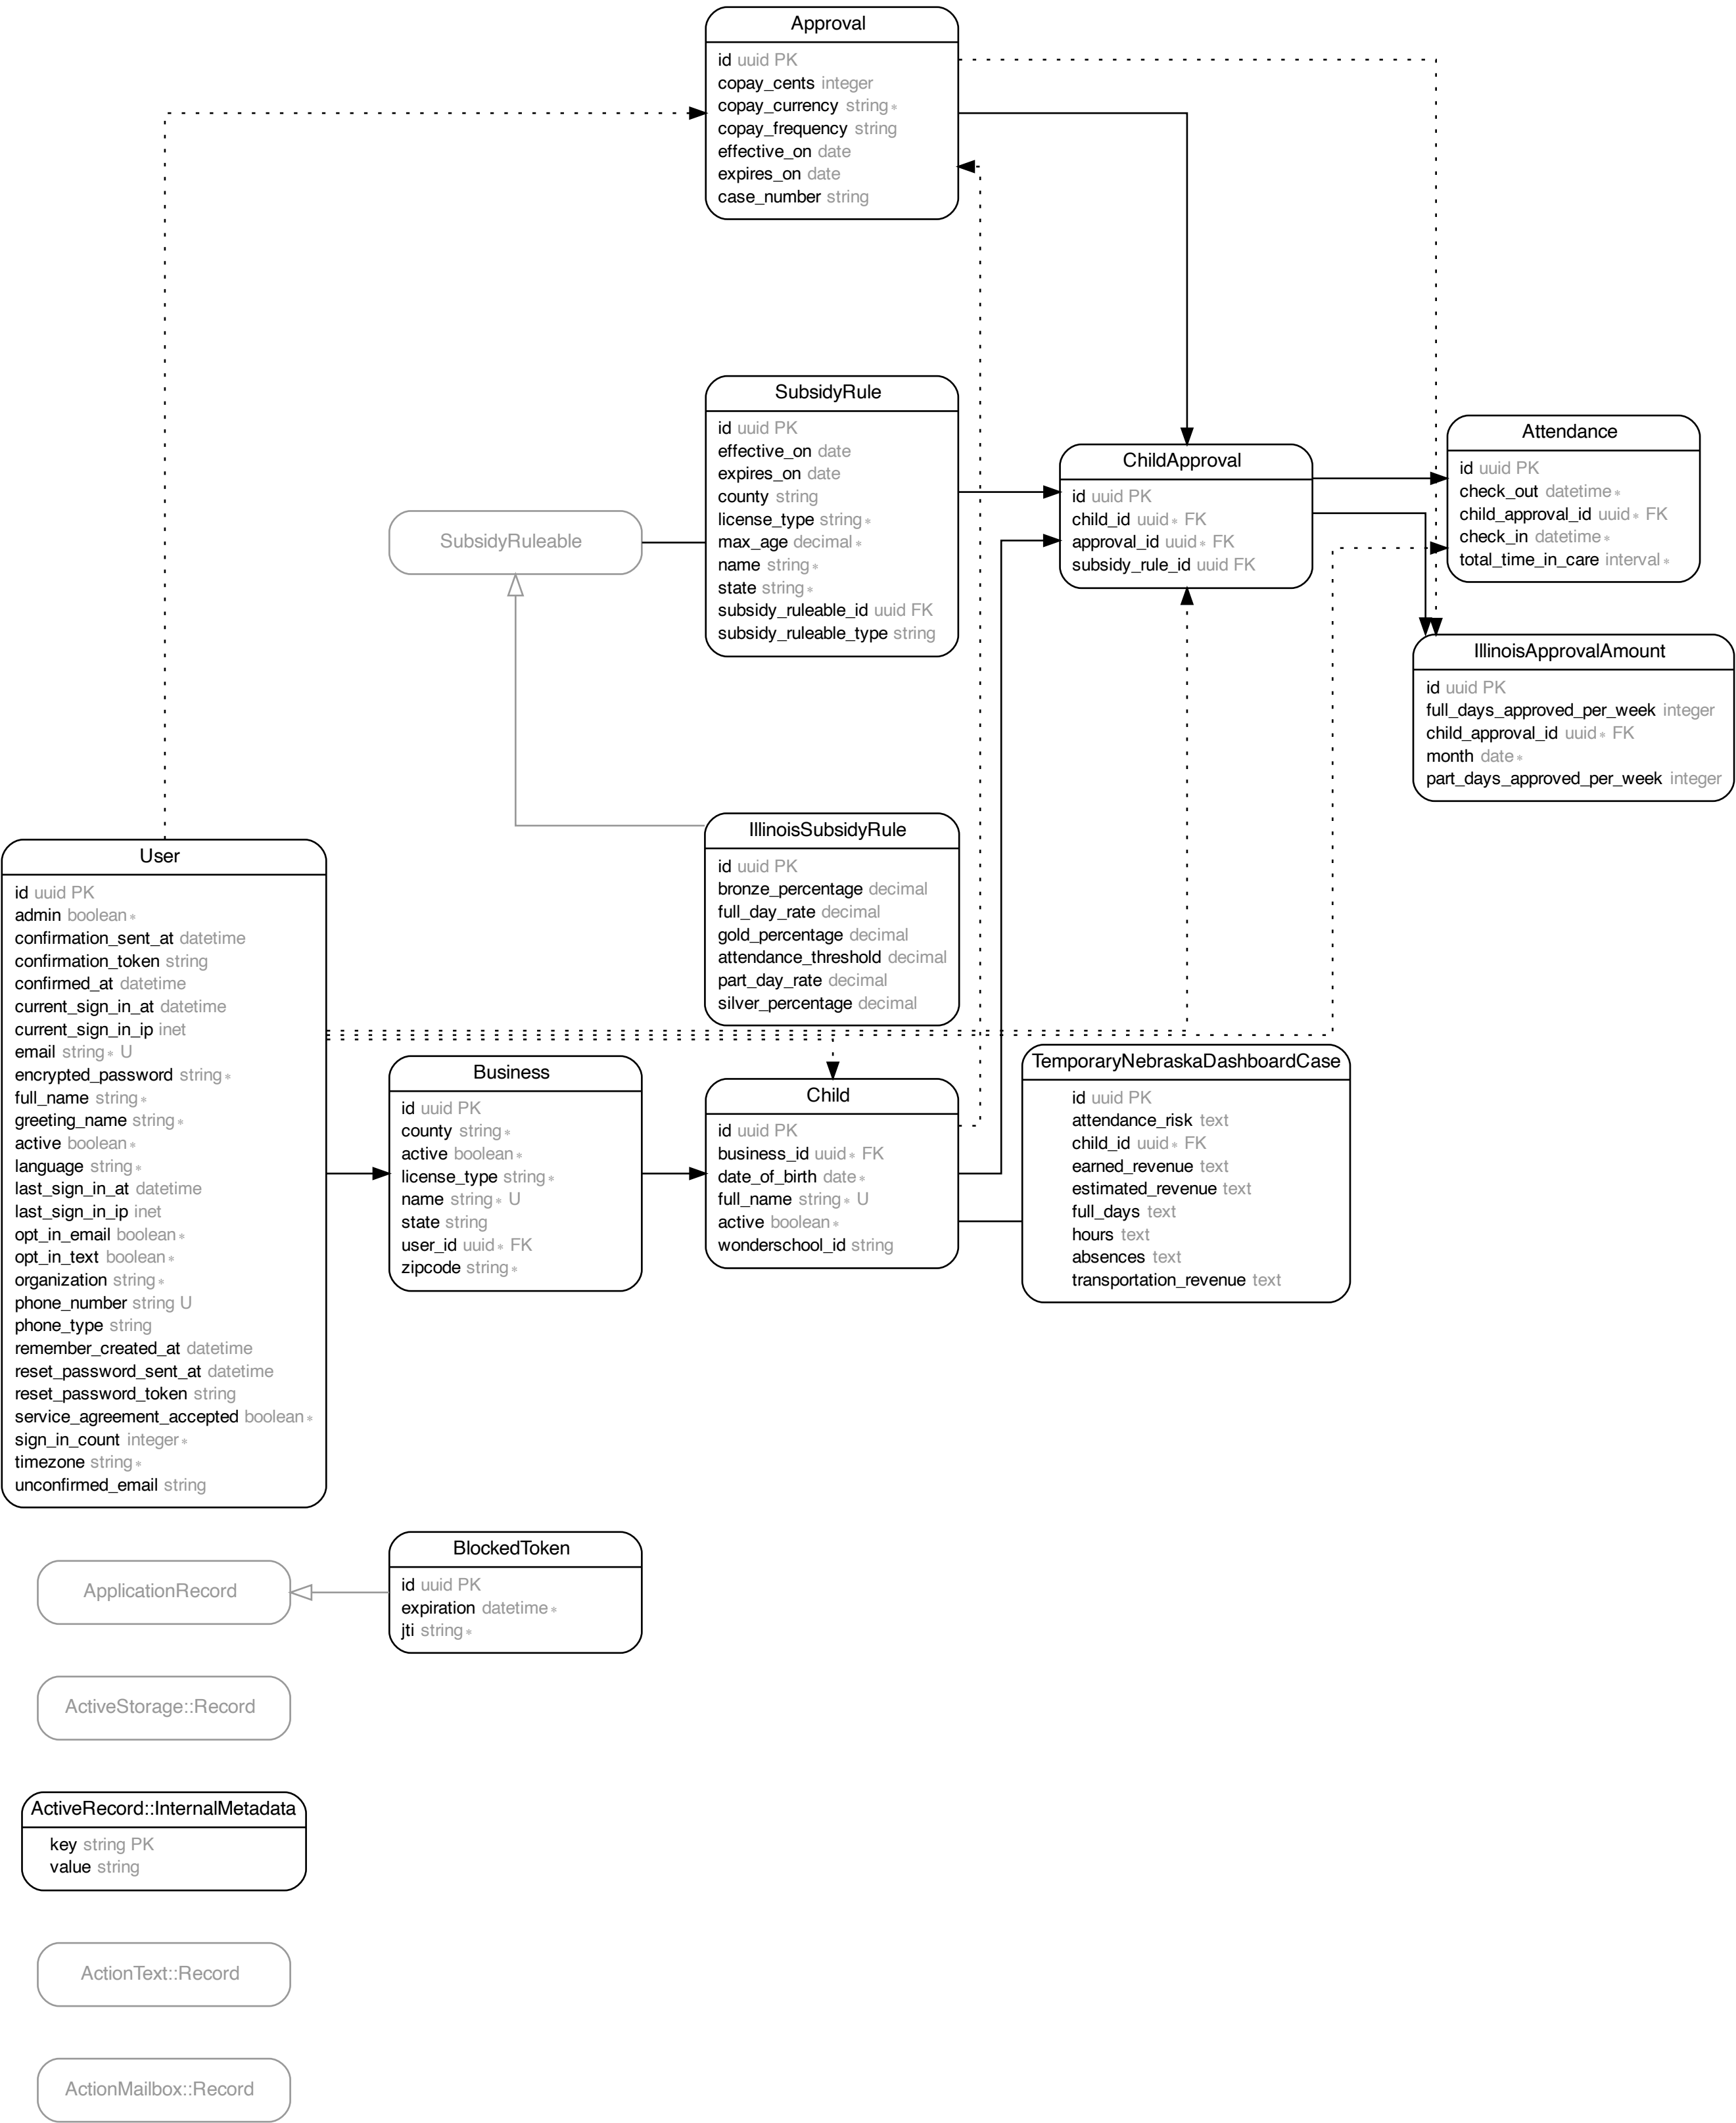 Approval
id uuid PK
copay_cents integer
copay_currency string∗
copay_frequency string
effective_on date
expires_on date
case_number string
SubsidyRule
id uuid PK
effective_on date
expires_on date
county string
license_type string∗
max_age decimal∗
name string∗
state string∗
subsidy_ruleable_id uuid FK
subsidy_ruleable_type string
SubsidyRuleable
ChildApproval
id uuid PK
child_id uuid∗ FK
approval_id uuid∗ FK
subsidy_rule_id uuid FK
Attendance
id uuid PK
check_out datetime∗
child_approval_id uuid∗ FK
check_in datetime∗
total_time_in_care interval∗
IllinoisApprovalAmount
id uuid PK
full_days_approved_per_week integer
child_approval_id uuid∗ FK
month date∗
part_days_approved_per_week integer
IllinoisSubsidyRule
id uuid PK
bronze_percentage decimal
full_day_rate decimal
gold_percentage decimal
attendance_threshold decimal
part_day_rate decimal
silver_percentage decimal
User
id uuid PK
admin boolean∗
confirmation_sent_at datetime
confirmation_token string
confirmed_at datetime
current_sign_in_at datetime
current_sign_in_ip inet
email string∗ U
encrypted_password string∗
full_name string∗
greeting_name string∗
active boolean∗
language string∗
last_sign_in_at datetime
last_sign_in_ip inet
opt_in_email boolean∗
opt_in_text boolean∗
organization string∗
phone_number string U
phone_type string
remember_created_at datetime
reset_password_sent_at datetime
reset_password_token string
service_agreement_accepted boolean∗
sign_in_count integer∗
timezone string∗
unconfirmed_email string
Business
id uuid PK
county string∗
active boolean∗
license_type string∗
name string∗ U
state string
user_id uuid∗ FK
zipcode string∗
Child
id uuid PK
business_id uuid∗ FK
date_of_birth date∗
full_name string∗ U
active boolean∗
wonderschool_id string
TemporaryNebraskaDashboardCase
id uuid PK
attendance_risk text
child_id uuid∗ FK
earned_revenue text
estimated_revenue text
full_days text
hours text
absences text
transportation_revenue text
BlockedToken
id uuid PK
expiration datetime∗
jti string∗
ApplicationRecord
ActiveStorage::Record
ActiveRecord::InternalMetadata
key string PK
value string
ActionText::Record
ActionMailbox::Record